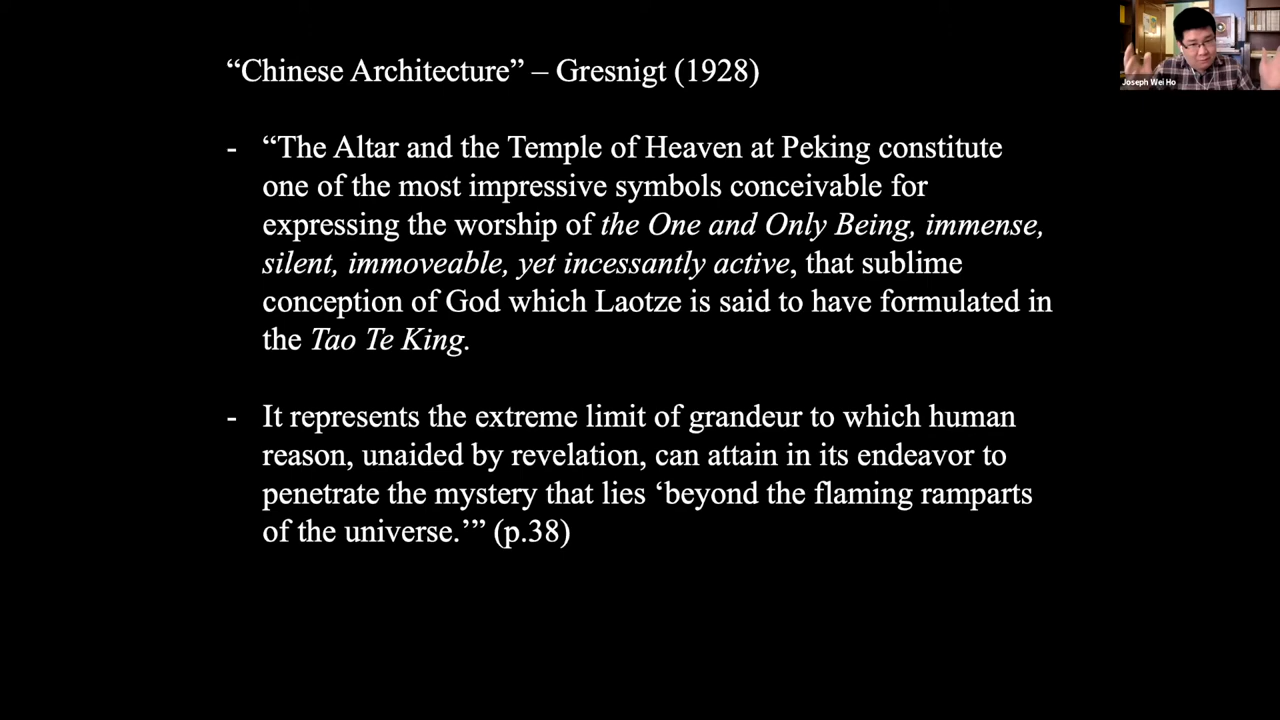 “Chinese Architecture” – Gresnigt (1928)
- “The Altar and the Temple of Heaven at Peking constitute
one of the most impressive symbols conceivable for
expressing the worship of the One and Only Being, immense,
silent, immoveable, yet incessantly active, that sublime
conception of God which Laotze is said to have formulated in
the Tao Te King.
- It represents the extreme limit of grandeur to which human
reason, unaided by revelation, can attain in its endeavor to
penetrate the mystery that lies ‘beyond the flaming ramparts
of the universe.’” (p.38)
Joseph Wei Ho